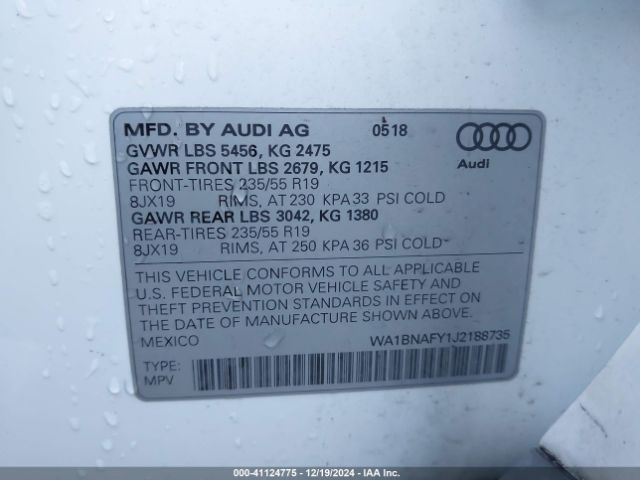 MFD. BY AUDI AG 0518
GVWR LBS 5456, KG 2475
GAWR FRONT LBS 2679, KG 1215
FRONT-TIRES 235/55 R19
8JX19 RIMS, AT 230 KPA 33 PSI COLD
GAWR REAR LBS 3042, KG 1380
REAR-TIRES 235/55 R19
8JX19 RIMS, AT 250 KPA 36 PSI COLD
Audi
THIS VEHICLE CONFORMS TO ALL APPLICABLE
U.S. FEDERAL MOTOR VEHICLE SAFETY AND
THEFT PREVENTION STANDARDS IN EFFECT ON
THE DATE OF MANUFACTURE SHOWN ABOVE.
MEXICO WA1BNAFY1J2188735
TYPE:
MPV
000-41124775 - 12/19/2024 - IAAI.COM